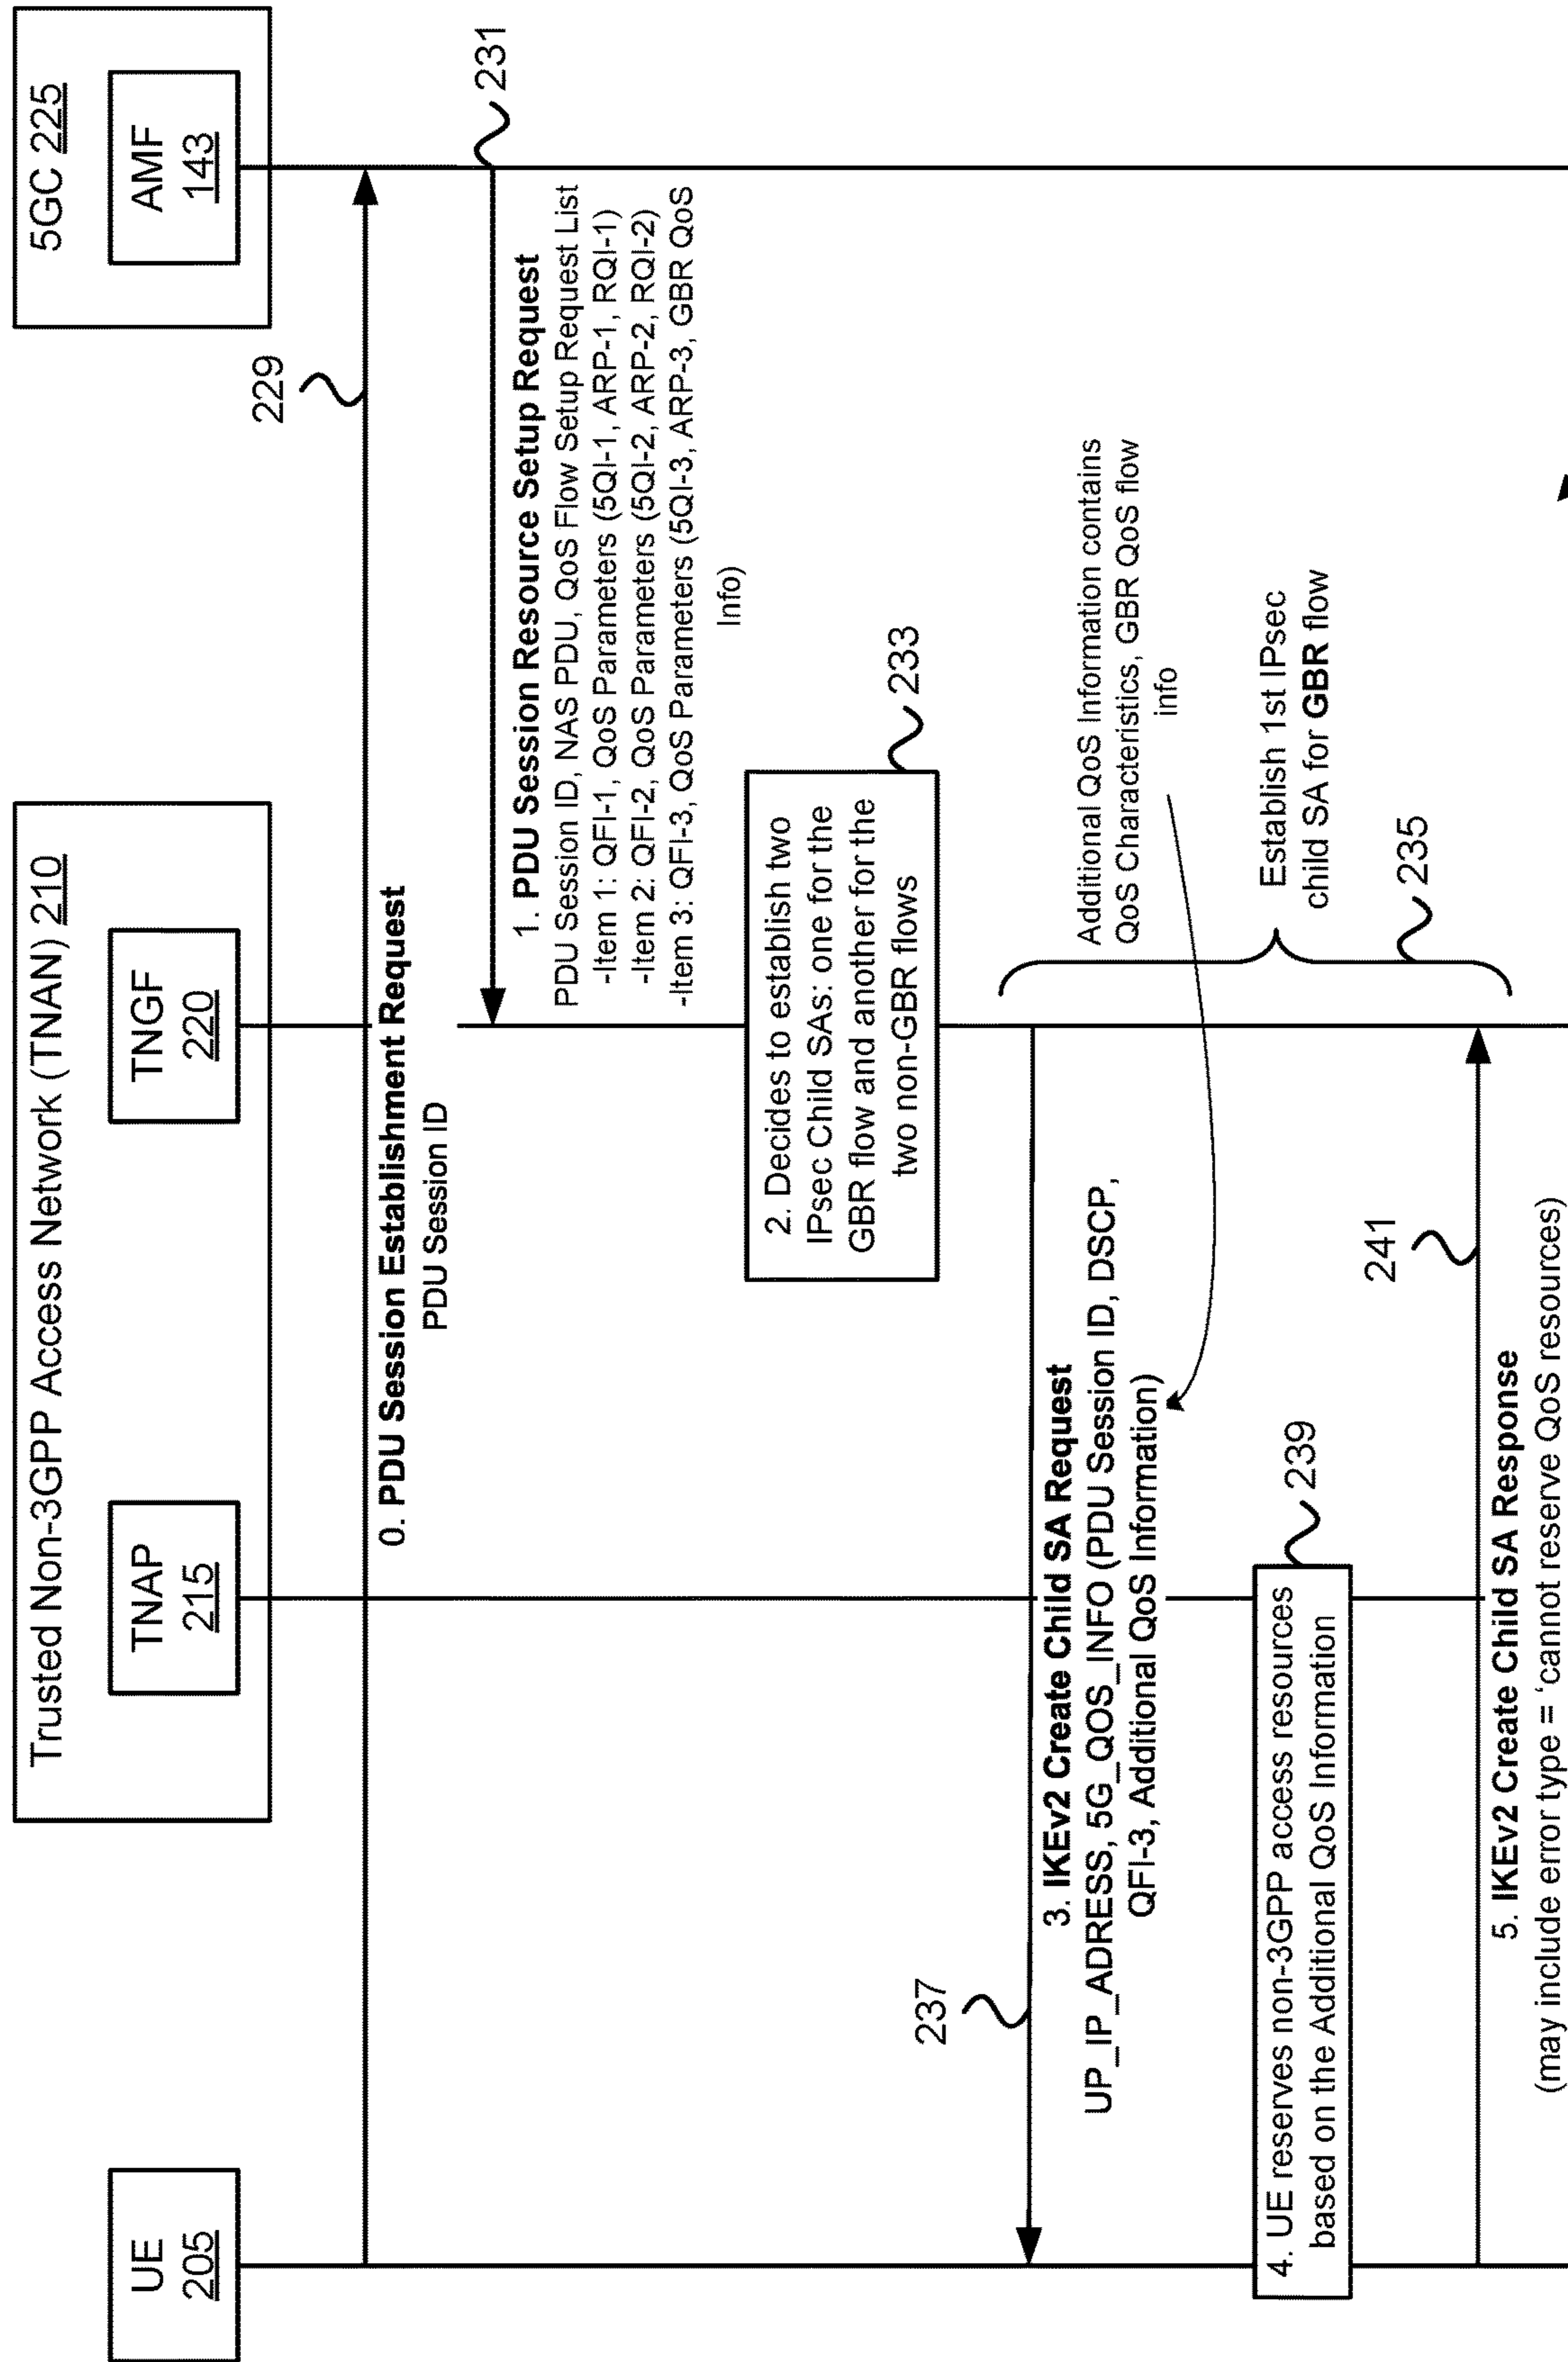 UE
205
Trusted Non-3GPP Access Network (TNAN) 210
TNAP
215
TNGF
220
5GC 225
AMF
143
229
0. PDU Session Establishment Request
PDU Session ID
231
1. PDU Session Resource Setup Request
PDU Session ID, NAS PDU, QoS Flow Setup Request List
-Item 1: QFI-1, QoS Parameters (5QI-1, ARP-1, RQI-1)
-Item 2: QFI-2, QoS Parameters (5QI-2, ARP-2, RQI-2)
-Item 3: QFI-3, QoS Parameters (5QI-3, ARP-3, GBR QoS
Info)
2. Decides to establish two
IPsec Child SAs: one for the
GBR flow and another for the
two non-GBR flows
233
237
3. IKEv2 Create Child SA Request
UP_IP_ADRESS, 5G_QOS_INFO (PDU Session ID, DSCP,
QFI-3, Additional QoS Information)
Additional QoS Information contains
QoS Characteristics, GBR QoS flow
info
Establish 1st IPsec
child SA for GBR flow
235
4. UE reserves non-3GPP access resources
based on the Additional QoS Information
239
241
5. IKEv2 Create Child SA Response
(may include error type = 'cannot reserve QoS resources)